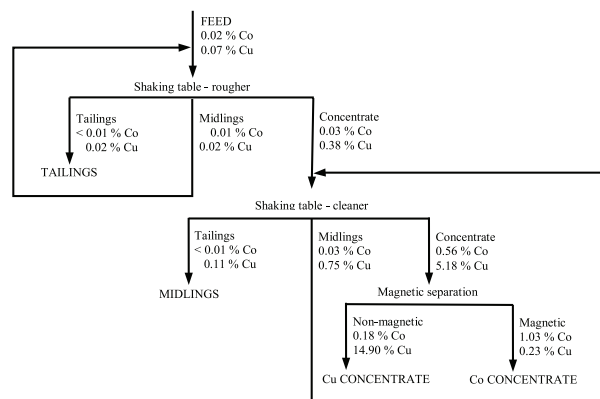 FEED
0.02 % Co
0.07 % Cu
Shaking table - rougher
Tailings
< 0.01 % Co
0.02 % Cu
TAILINGS
Midlings
0.01 % Co
0.02 % Cu
Concentrate
0.03 % Co
0.38 % Cu
Shaking table - cleaner
Tailings
< 0.01 % Co
0.11 % Cu
MIDLINGS
Midlings
0.03 % Co
0.75 % Cu
Concentrate
0.56 % Co
5.18 % Cu
Magnetic separation
Non-magnetic
0.18 % Co
14.90 % Cu
Cu CONCENTRATE
Magnetic
1.03 % Co
0.23 % Cu
Co CONCENTRATE